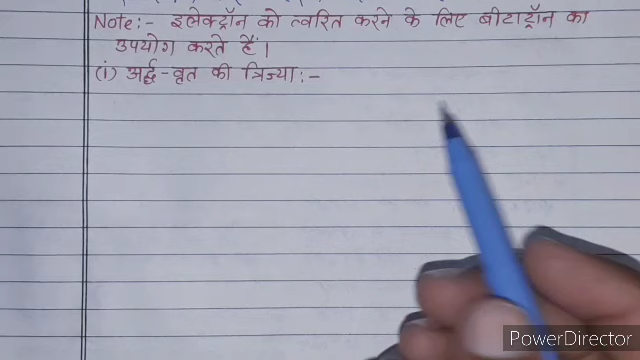 Note:- इलेक्ट्रॉन को त्वरित करने के लिए बीटाट्रॉन का
उपयोग करते हैं।
(i) अर्द्ध-वृत की त्रिज्या:-
PowerDirector